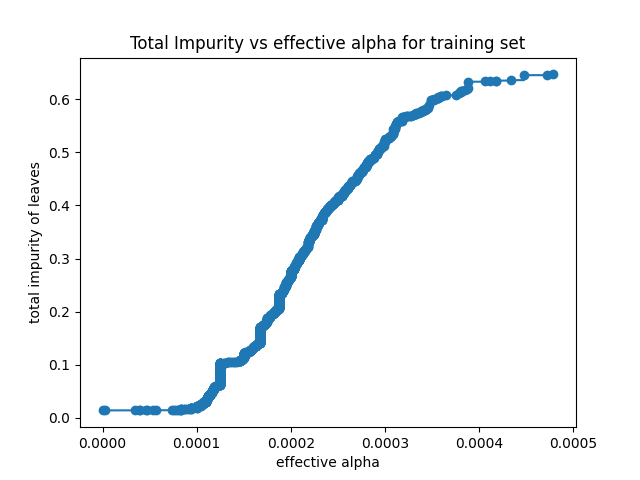 Total Impurity vs effective alpha for training set
total impurity of leaves
0.6
0.5
0.4
0.3
0.2
0.1
0.0
0.0000 0.0001 0.0002 0.0003 0.0004 0.0005
effective alpha